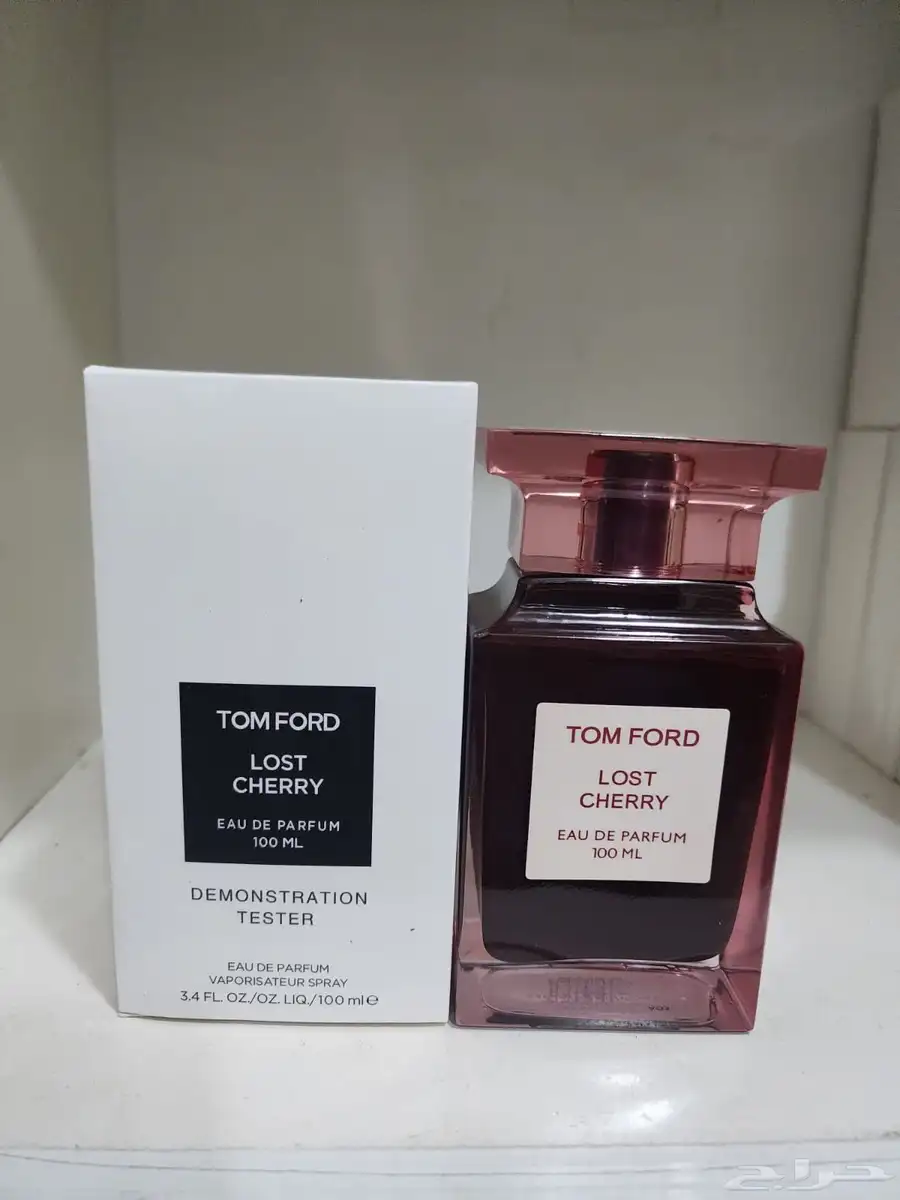 TOM FORD
LOST
CHERRY
EAU DE PARFUM
100 ML
DEMONSTRATION
TESTER
EAU DE PARFUM
VAPORISATEUR SPRAY
3.4 FL. OZ./OZ. LIQ./100 ml℮
TOM FORD
LOST
CHERRY
EAU DE PARFUM
100 ML
حراج